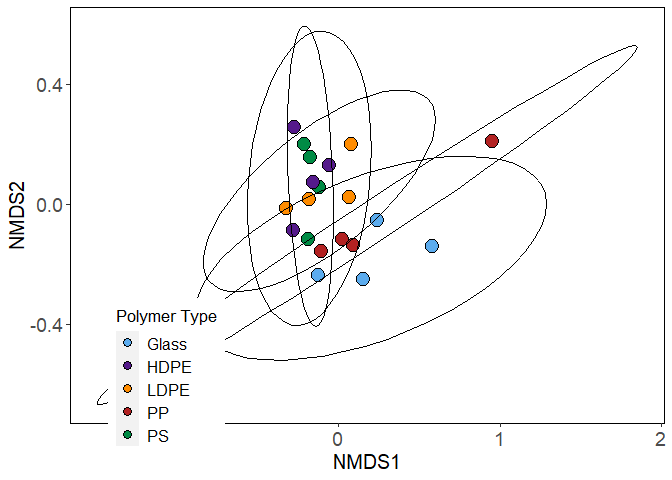 0.4
0.0
-0.4
NMDS2
Polymer Type
Glass
HDPE
LDPE
PP
PS
0
1
2
NMDS1